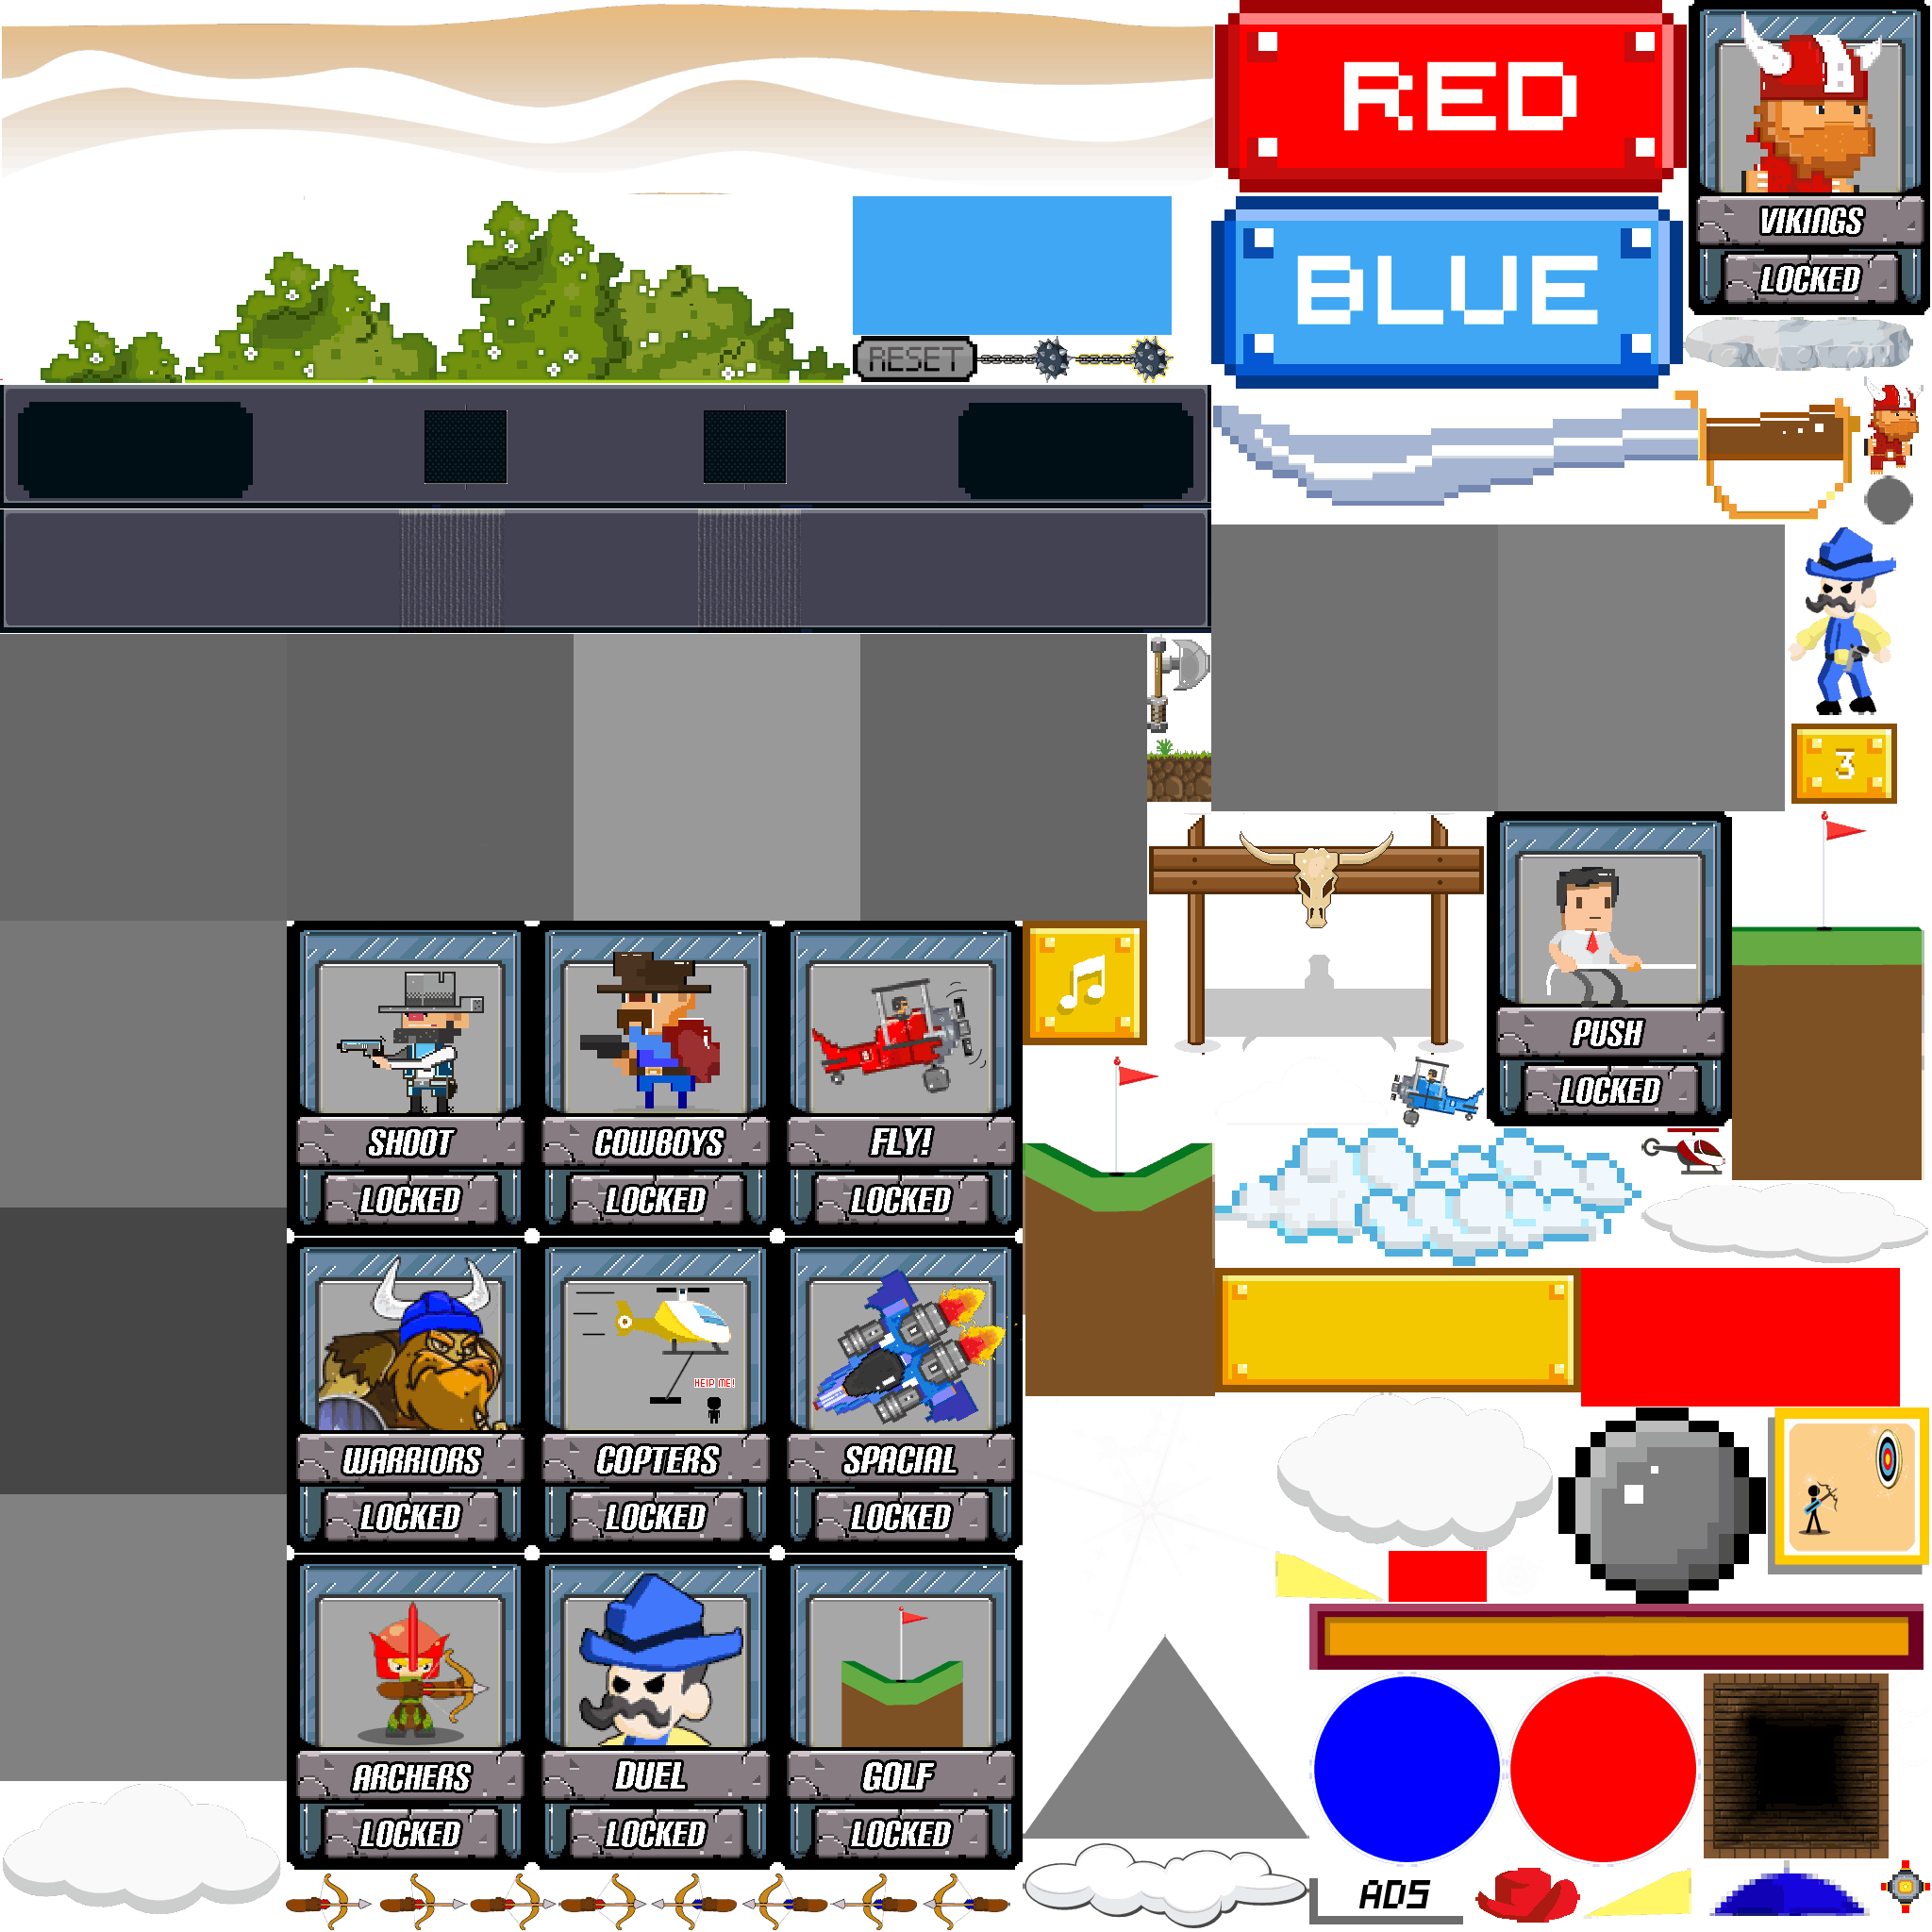 RED
VIKINGS
LOCKED
BLUE
RESET
3
PUSH
LOCKED
SHOOT
LOCKED
COWBOYS
LOCKED
FLY!
LOCKED
HELP ME!
WARRIORS
LOCKED
COPTERS
LOCKED
SPACIAL
LOCKED
ARCHERS
LOCKED
DUEL
LOCKED
GOLF
LOCKED
ADS